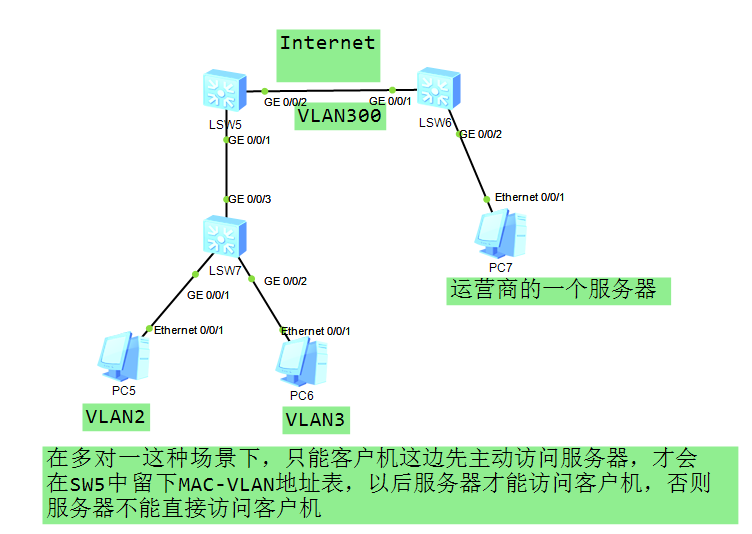 Internet
GE 0/0/2
GE 0/0/1
LSW5
VLAN300
LSW6
GE 0/0/1
GE 0/0/2
GE 0/0/3
Ethernet 0/0/1
LSW7
PC7
GE 0/0/2
GE 0/0/1
运营商的一个服务器
Ethernet 0/0/1
Ethernet 0/0/1
PC5
PC6
VLAN2
VLAN3
在多对一这种场景下，只能客户机这边先主动访问服务器，才会
在SW5中留下MAC-VLAN地址表，以后服务器才能访问客户机，否则
服务器不能直接访问客户机